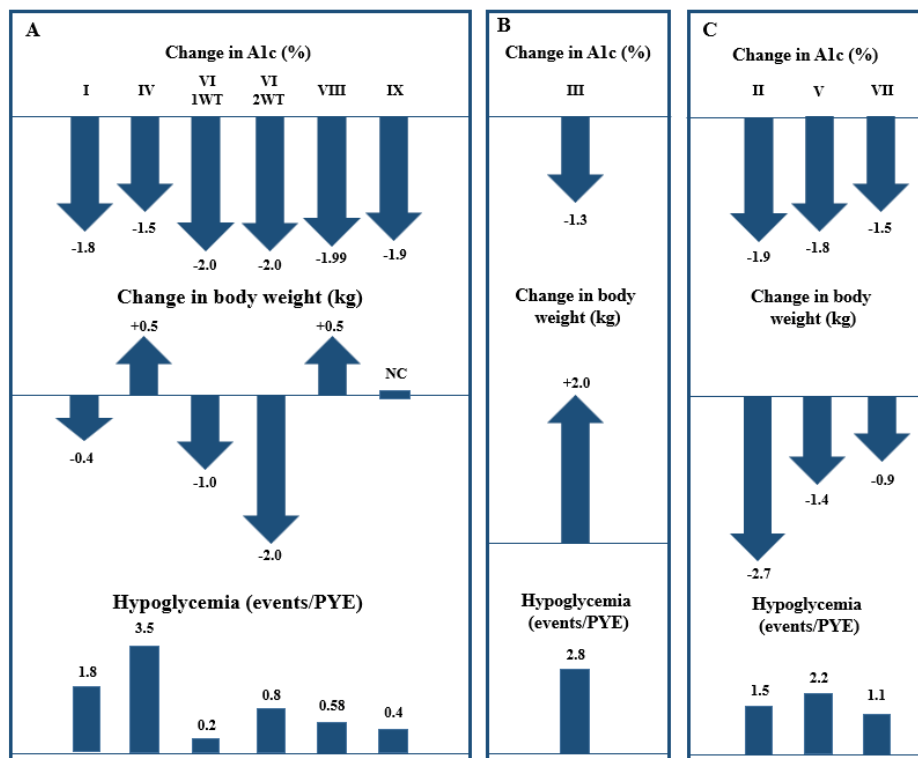 A
Change in A1c (%)
I IV VI 1WT VI 2WT VIII IX
-1.8 -1.5 -2.0 -2.0 -1.99 -1.9
Change in body weight (kg)
+0.5 +0.5 NC
-0.4 -1.0 -2.0
Hypoglycemia (events/PYE)
1.8 3.5 0.2 0.8 0.58 0.4
B
Change in A1c (%)
III
-1.3
Change in body
weight (kg)
+2.0
Hypoglycemia
(events/PYE)
2.8
C
Change in A1c (%)
II V VII
-1.9 -1.8 -1.5
Change in body
weight (kg)
-2.7 -1.4 -0.9
Hypoglycemia
(events/PYE)
1.5 2.2 1.1